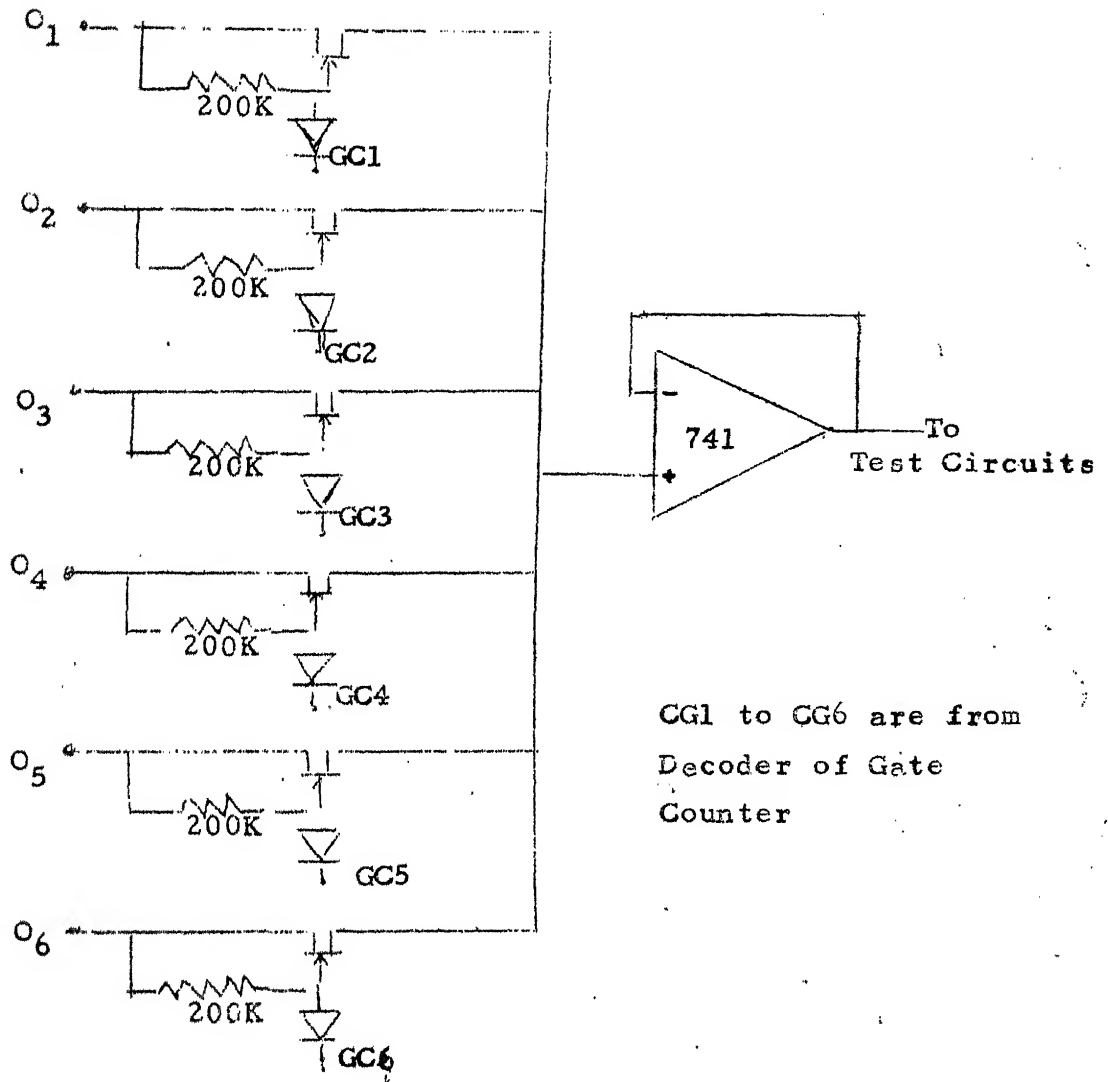 O1
200K
GC1
O2
200K
GC2
O3
200K
GC3
O4
200K
GC4
O5
200K
GC5
O6
200K
GC6
-
741
+
To
Test Circuits
CG1 to CG6 are from
Decoder of Gate
Counter